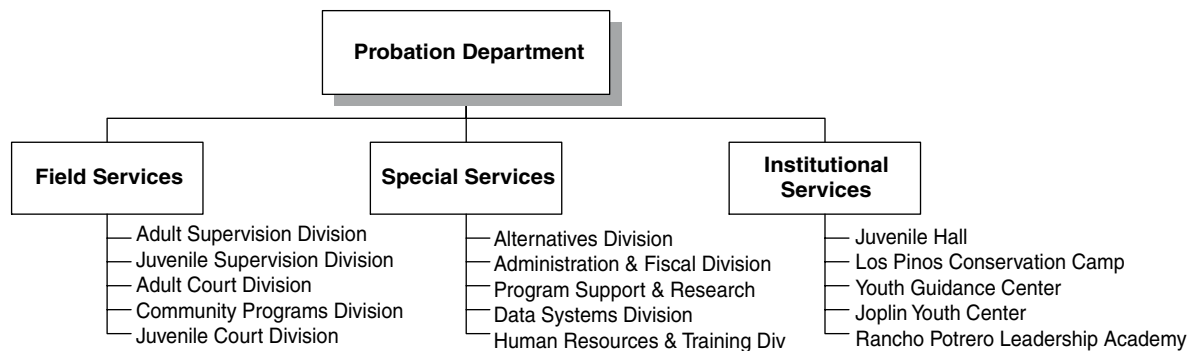 Probation Department
Field Services
Adult Supervision Division
Juvenile Supervision Division
Adult Court Division
Community Programs Division
Juvenile Court Division
Special Services
Alternatives Division
Administration & Fiscal Division
Program Support & Research
Data Systems Division
Human Resources & Training Div
Institutional
Services
Juvenile Hall
Los Pinos Conservation Camp
Youth Guidance Center
Joplin Youth Center
Rancho Potrero Leadership Academy